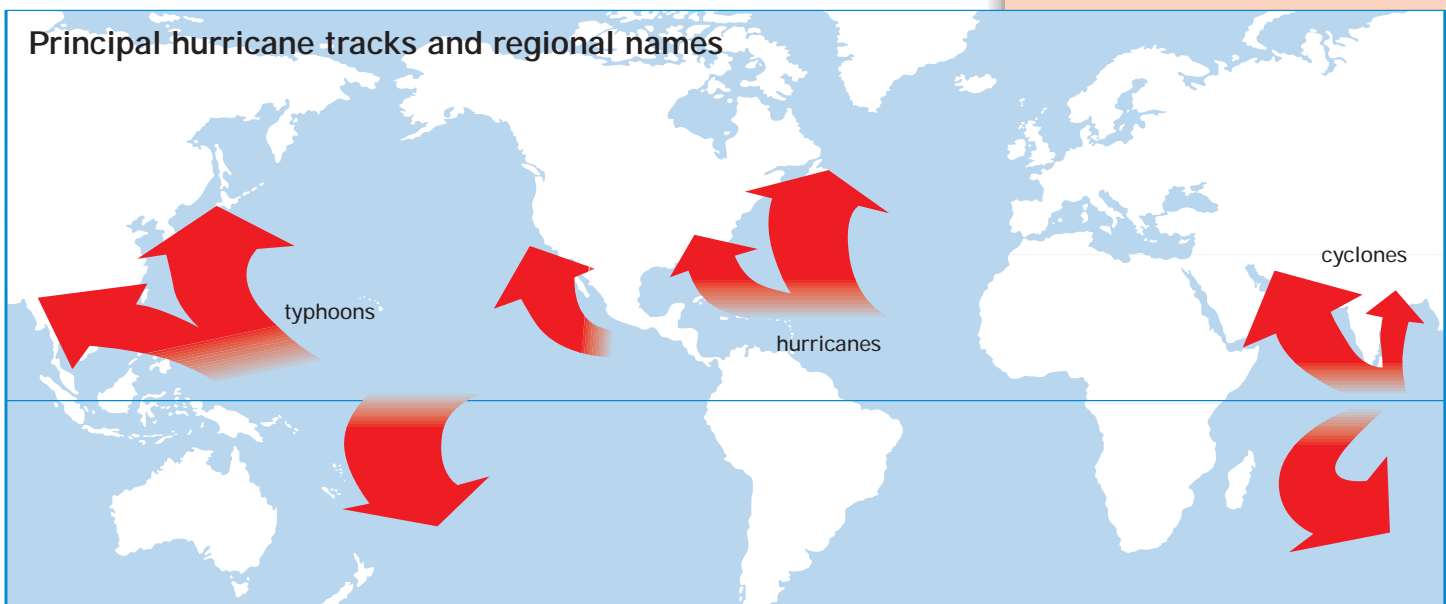 Principal hurricane tracks and regional names
cyclones
typhoons
hurricanes